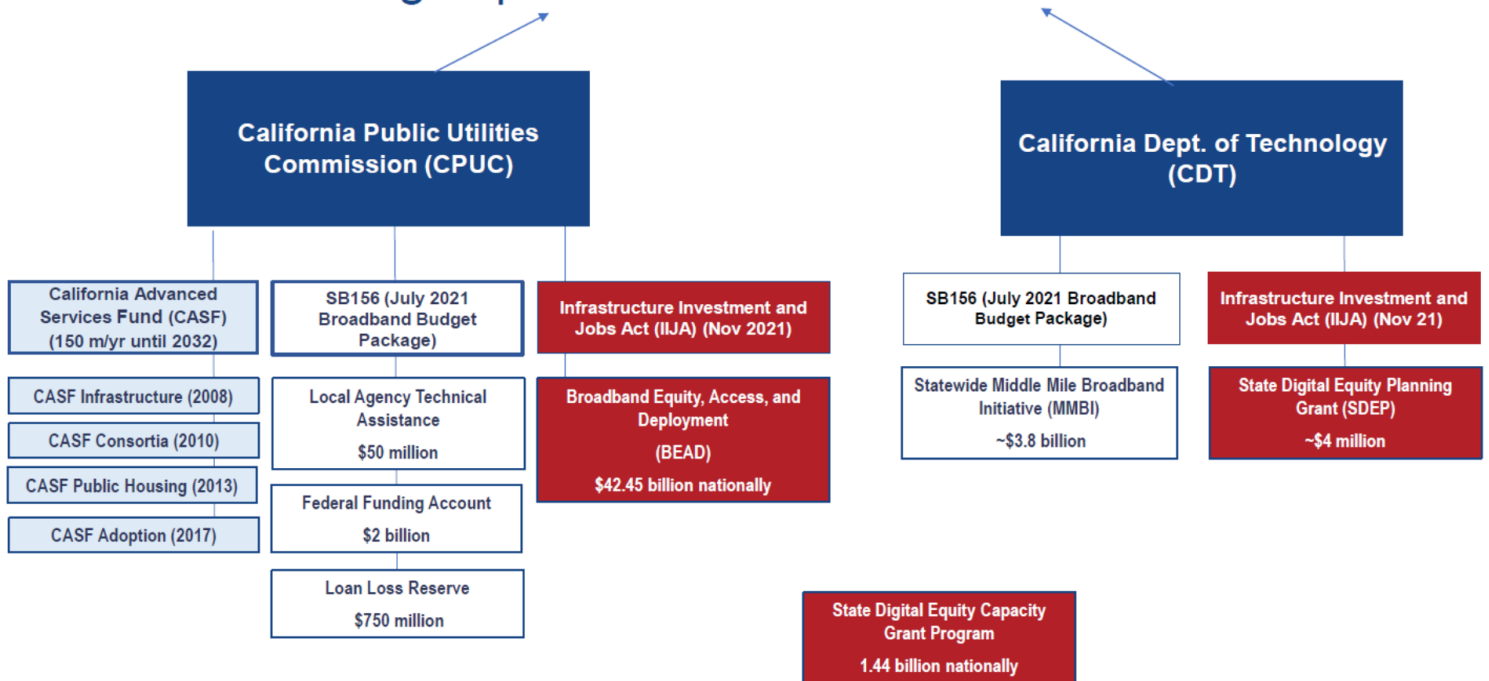 California Public Utilities
Commission (CPUC)
California Dept. of Technology
(CDT)
California Advanced
Services Fund (CASF)
(150 m/yr until 2032)
CASF Infrastructure (2008)
CASF Consortia (2010)
CASF Public Housing (2013)
CASF Adoption (2017)
SB156 (July 2021
Broadband Budget
Package)
Local Agency Technical
Assistance
$50 million
Federal Funding Account
$2 billion
Loan Loss Reserve
$750 million
Infrastructure Investment and
Jobs Act (IIJA) (Nov 2021)
Broadband Equity, Access, and
Deployment
(BEAD)
$42.45 billion nationally
SB156 (July 2021 Broadband
Budget Package)
Statewide Middle Mile Broadband
Initiative (MMBI)
~$3.8 billion
Infrastructure Investment and
Jobs Act (IIJA) (Nov 21)
State Digital Equity Planning
Grant (SDEP)
~$4 million
State Digital Equity Capacity
Grant Program
1.44 billion nationally